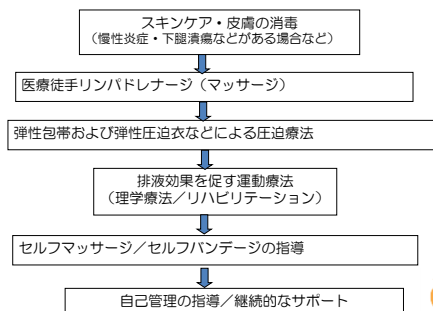 スキンケア・皮膚の消毒
（慢性炎症・下腿潰瘍などがある場合など）
医療徒手リンパドレナージ（マッサージ）
弾性包帯および弾性圧迫衣などによる圧迫療法
排液効果を促す運動療法
（理学療法／リハビリテーション）
セルフマッサージ／セルフバンデージの指導
自己管理の指導／継続的なサポート